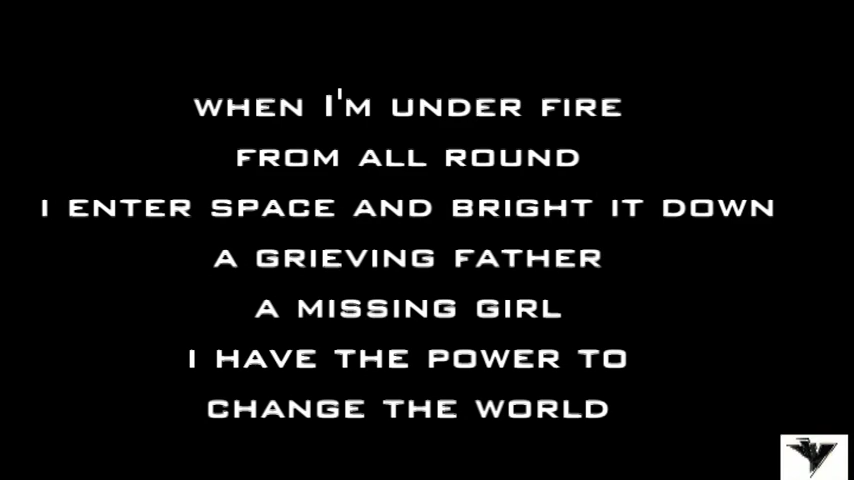 WHEN I'M UNDER FIRE
FROM ALL ROUND
I ENTER SPACE AND BRIGHT IT DOWN
A GRIEVING FATHER
A MISSING GIRL
I HAVE THE POWER TO
CHANGE THE WORLD